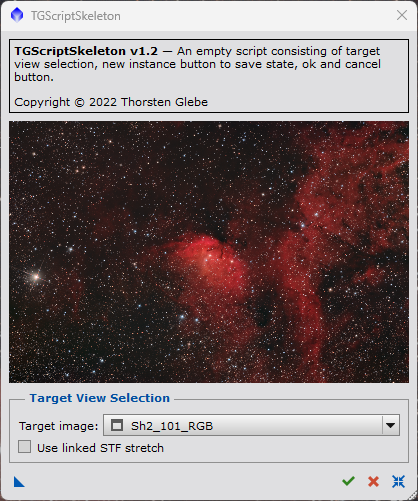 TGScriptSkeleton
TGScriptSkeleton v1.2 — An empty script consisting of target
view selection, new instance button to save state, ok and cancel
button.
Copyright © 2022 Thorsten Glebe
Target View Selection
Target image: Sh2_101_RGB
Use linked STF stretch